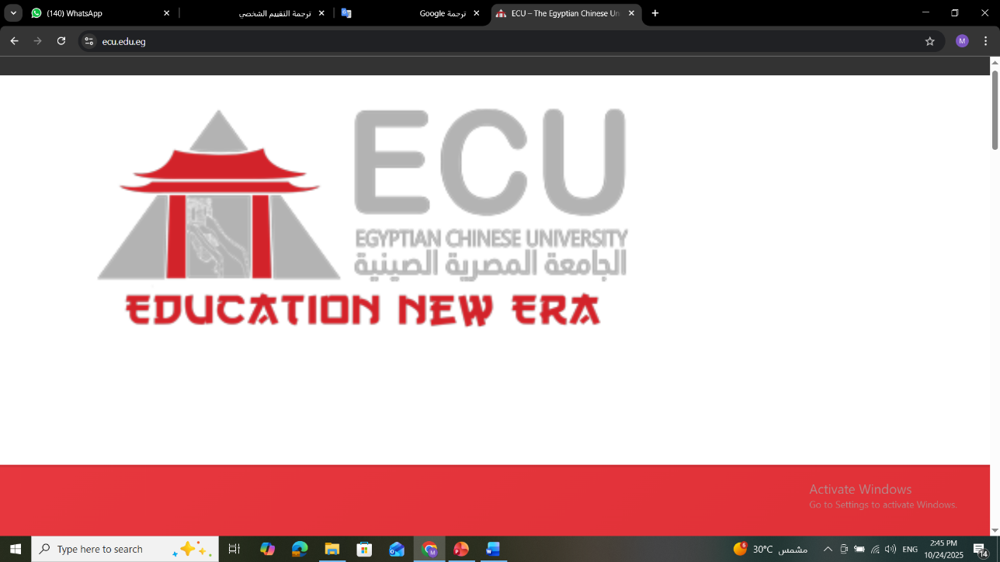 (140) WhatsApp
ترجمة التقييم الشخصي
ترجمة Google
ECU – The Egyptian Chinese Un
ecu.edu.eg
M
ECU
EGYPTIAN CHINESE UNIVERSITY
الجامعة المصرية الصينية
EDUCATION NEW ERA
Activate Windows
Go to Settings to activate Windows.
Type here to search
6
30°C مشمس
ENG
2:45 PM
10/24/2025
14